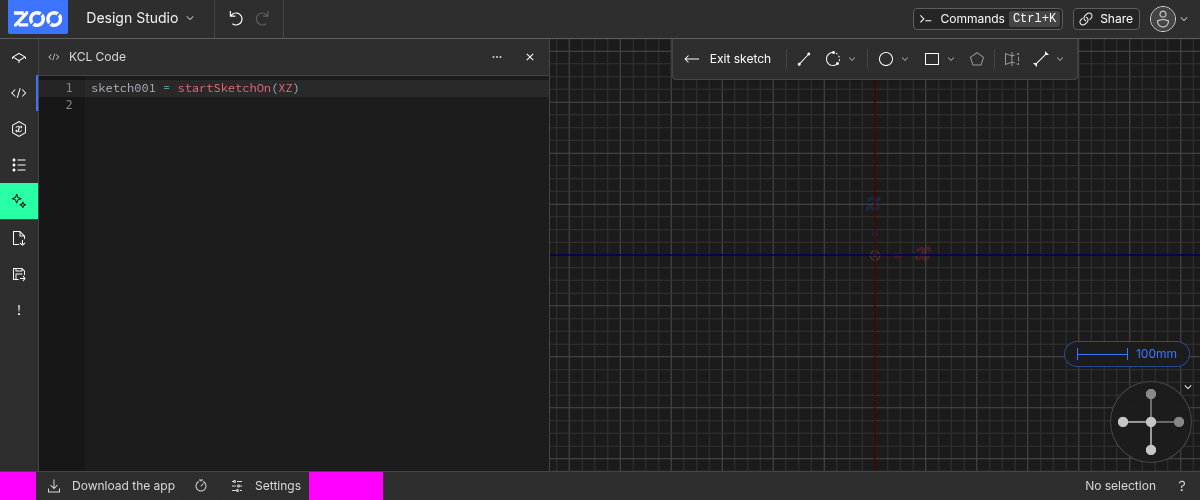 ZOO Design Studio
Commands Ctrl+K
Share
KCL Code
Exit sketch
1 sketch001 = startSketchOn(XZ)
2
100mm
Download the app
Settings
No selection
?